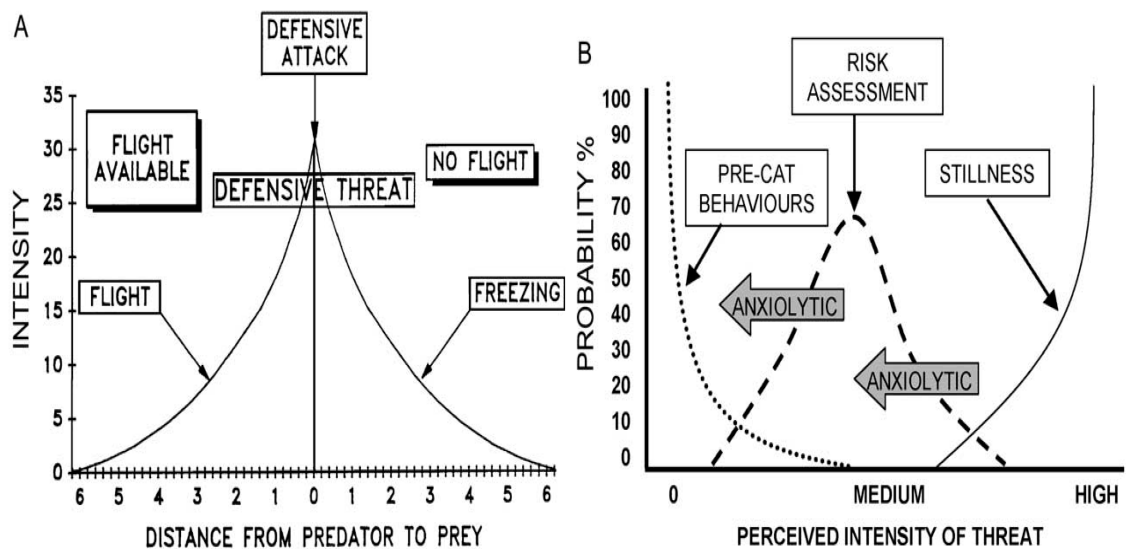 A
DEFENSIVE
ATTACK
35
30
25
20
15
10
5
0
INTENSITY
FLIGHT
AVAILABLE
NO FLIGHT
DEFENSIVE THREAT
FLIGHT
FREEZING
6 5 4 3 2 1 0 1 2 3 4 5 6
DISTANCE FROM PREDATOR TO PREY
B
RISK
ASSESSMENT
100
90
80
70
60
50
40
30
20
10
0
PROBABILITY %
PRE-CAT
BEHAVIOURS
STILLNESS
ANXIOLYTIC
ANXIOLYTIC
0 MEDIUM HIGH
PERCEIVED INTENSITY OF THREAT